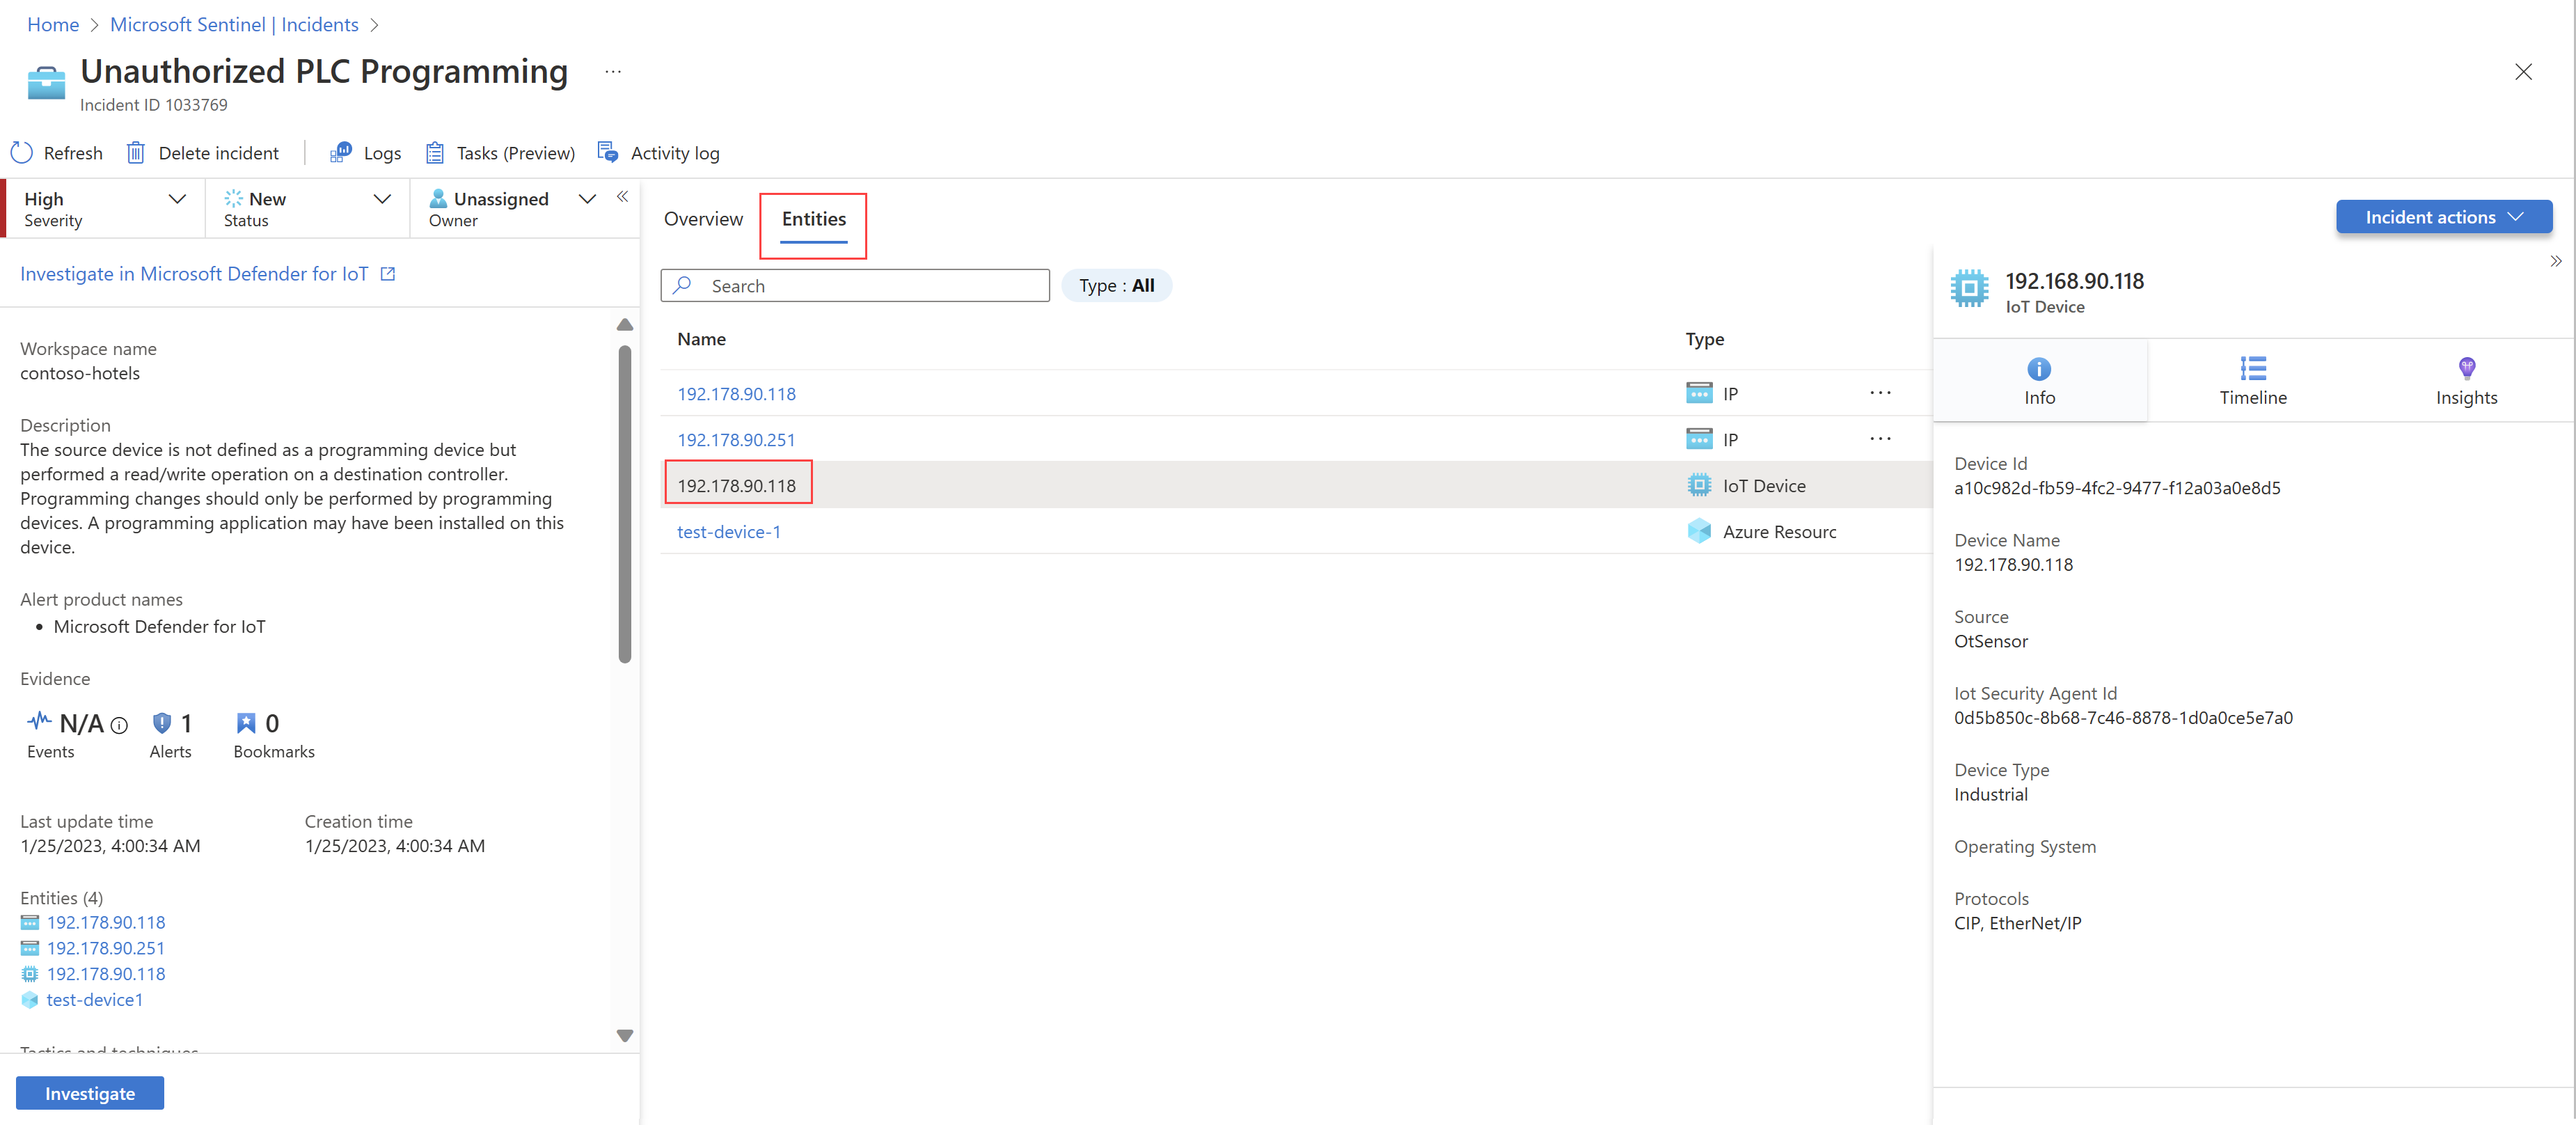 Home > Microsoft Sentinel | Incidents >
Unauthorized PLC Programming ...
Incident ID 1033769
Refresh Delete incident Logs Tasks (Preview) Activity log
High
Severity
New
Status
Unassigned
Owner
Investigate in Microsoft Defender for IoT
Workspace name
contoso-hotels
Description
The source device is not defined as a programming device but
performed a read/write operation on a destination controller.
Programming changes should only be performed by programming
devices. A programming application may have been installed on this
device.
Alert product names
• Microsoft Defender for IoT
Evidence
N/A
Events
1
Alerts
0
Bookmarks
Last update time
1/25/2023, 4:00:34 AM
Creation time
1/25/2023, 4:00:34 AM
Entities (4)
192.178.90.118
192.178.90.251
192.178.90.118
test-device1
Tactics and techniques
Investigate
Overview Entities
Incident actions
Search
Type : All
Name Type
192.178.90.118 IP ...
192.178.90.251 IP ...
192.178.90.118 IoT Device
test-device-1 Azure Resourc
192.168.90.118
IoT Device
Info Timeline Insights
Device Id
a10c982d-fb59-4fc2-9477-f12a03a0e8d5
Device Name
192.178.90.118
Source
OtSensor
Iot Security Agent Id
0d5b850c-8b68-7c46-8878-1d0a0ce5e7a0
Device Type
Industrial
Operating System
Protocols
CIP, EtherNet/IP